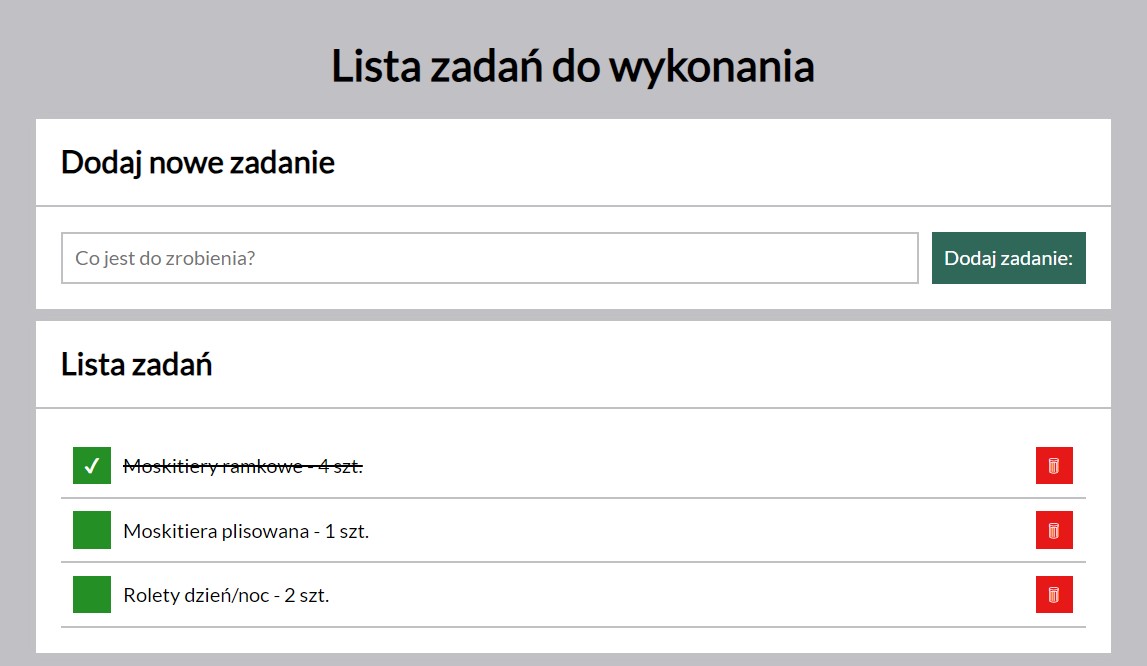 Lista zadań do wykonania
Dodaj nowe zadanie
Co jest do zrobienia?
Dodaj zadanie:
Lista zadań
Moskitiery ramkowe - 4 szt.
Moskitiera plisowana - 1 szt.
Rolety dzień/noc - 2 szt.